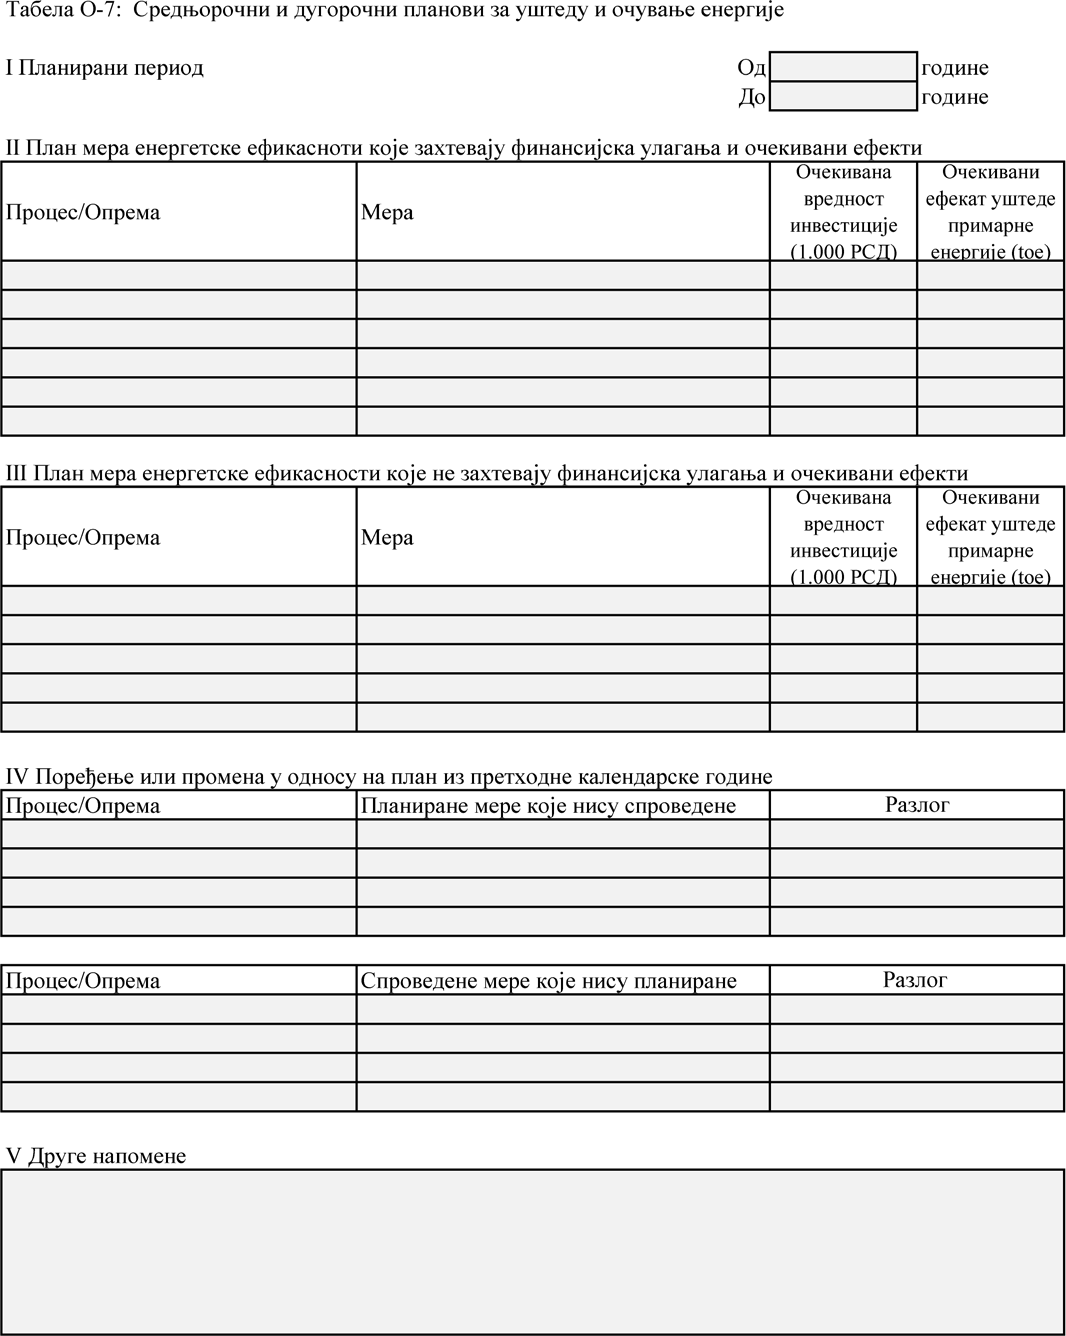 Табела О-7:  Средњорочни и дугорочни планови за уштеду и очување енергије
I Планирани период
Од године
До године
II План мера енергетске ефикасноти које захтевају финансијска улагања и очекивани ефекти
Процес/Опрема
Мера
Очекивана
вредност
инвестиције
(1.000 РСД)
Очекивани
ефекат уштеде
примарне
енергије (toe)
III План мера енергетске ефикасности које не захтевају финансијска улагања и очекивани ефекти
Процес/Опрема
Мера
Очекивана
вредност
инвестиције
(1.000 РСД)
Очекивани
ефекат уштеде
примарне
енергије (toe)
IV Поређење или промена у односу на план из претходне календарске године
Процес/Опрема Планиране мере које нису спроведене Разлог
Процес/Опрема Спроведене мере које нису планиране Разлог
V Друге напомене